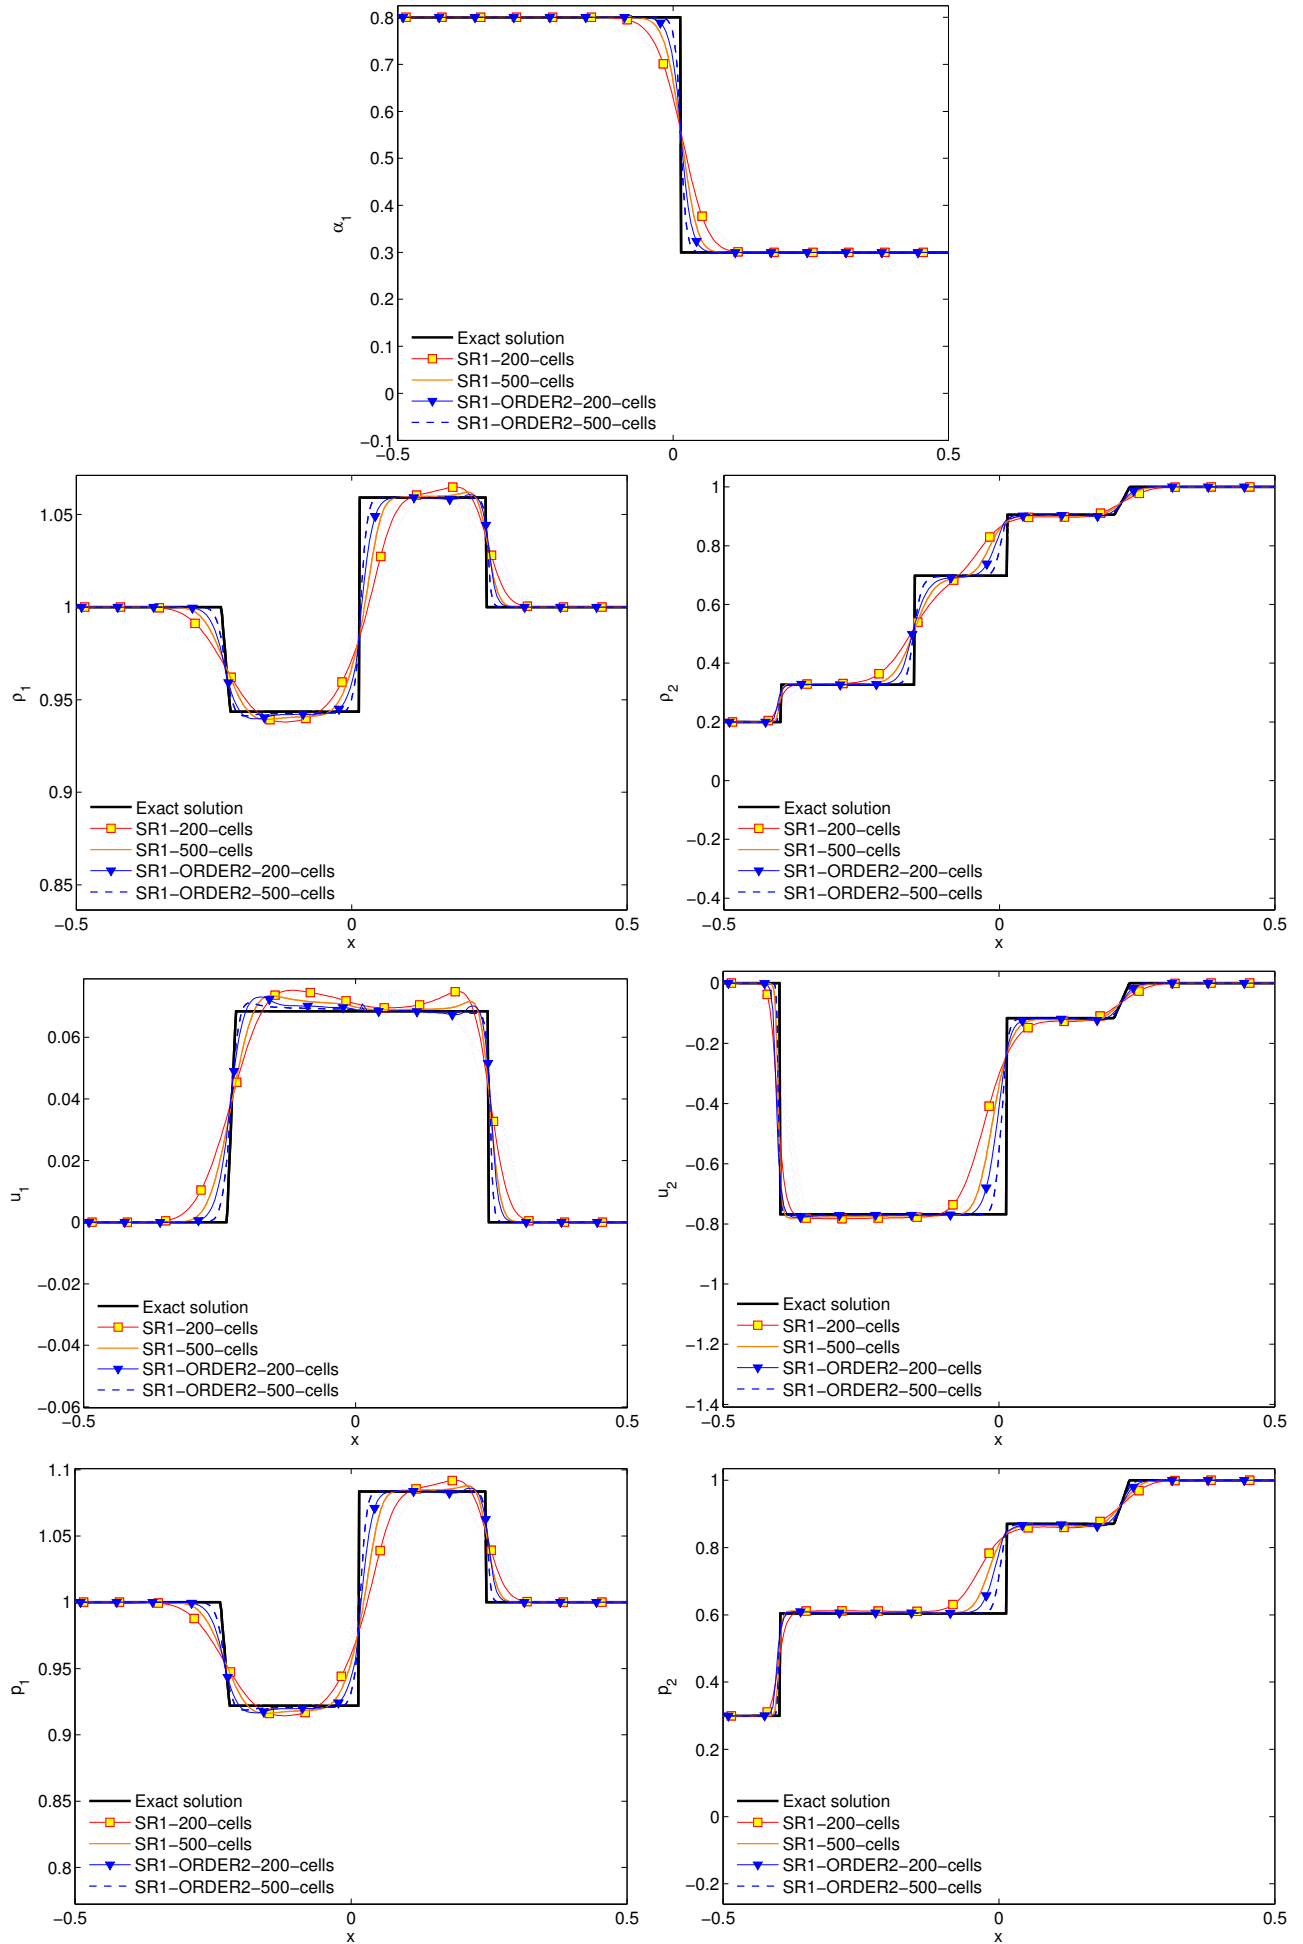 0.8
0.7
0.6
0.5
0.4
0.3
0.2
0.1
0
−0.1
α1
Exact solution
SR1−200−cells
SR1−500−cells
SR1−ORDER2−200−cells
SR1−ORDER2−500−cells
−0.5
0
0.5
1.05
1
0.95
0.9
0.85
ρ1
Exact solution
SR1−200−cells
SR1−500−cells
SR1−ORDER2−200−cells
SR1−ORDER2−500−cells
−0.5
0
0.5
x
1
0.8
0.6
0.4
0.2
0
−0.2
−0.4
ρ2
Exact solution
SR1−200−cells
SR1−500−cells
SR1−ORDER2−200−cells
SR1−ORDER2−500−cells
−0.5
0
0.5
x
0.06
0.04
0.02
0
−0.02
−0.04
−0.06
u1
Exact solution
SR1−200−cells
SR1−500−cells
SR1−ORDER2−200−cells
SR1−ORDER2−500−cells
−0.5
0
0.5
x
0
−0.2
−0.4
−0.6
−0.8
−1
−1.2
−1.4
u2
Exact solution
SR1−200−cells
SR1−500−cells
SR1−ORDER2−200−cells
SR1−ORDER2−500−cells
−0.5
0
0.5
x
1.1
1.05
1
0.95
0.9
0.85
0.8
p1
Exact solution
SR1−200−cells
SR1−500−cells
SR1−ORDER2−200−cells
SR1−ORDER2−500−cells
−0.5
0
0.5
x
1
0.8
0.6
0.4
0.2
0
−0.2
p2
Exact solution
SR1−200−cells
SR1−500−cells
SR1−ORDER2−200−cells
SR1−ORDER2−500−cells
−0.5
0
0.5
x